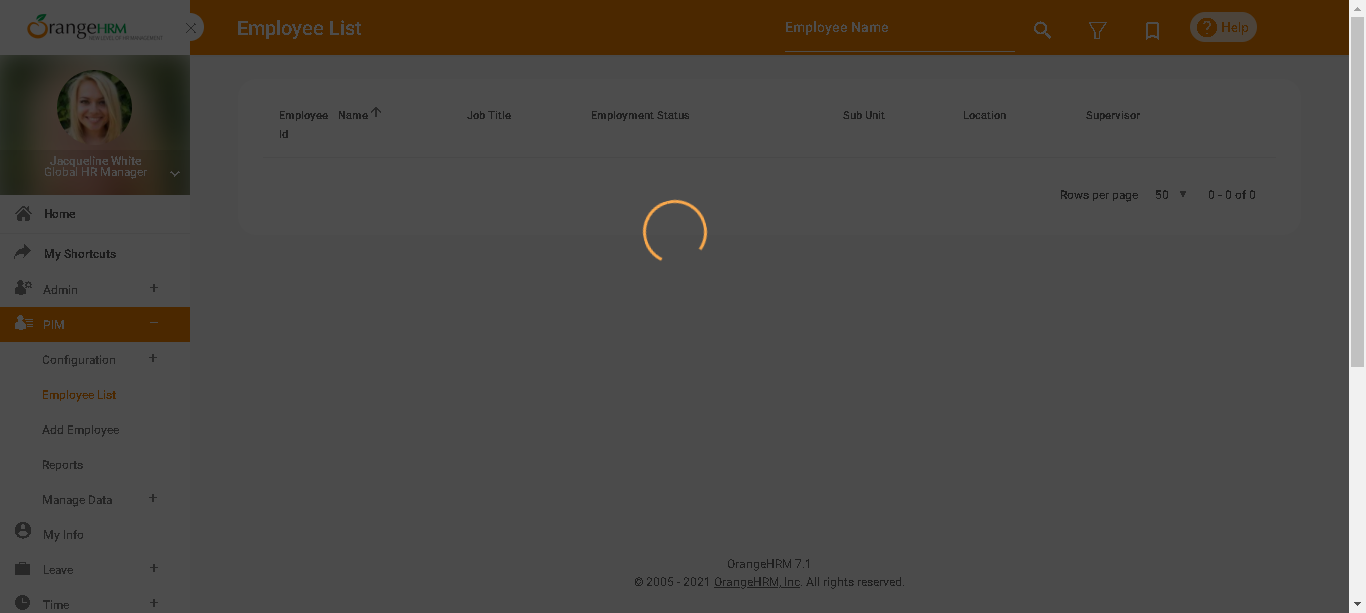 OrangeHRM
Employee List
Employee Name
? Help
Jacqueline White
Global HR Manager
Home
My Shortcuts
Admin
PIM
Configuration
Employee List
Add Employee
Reports
Manage Data
My Info
Leave
Time
Employee Id
Name
Job Title
Employment Status
Sub Unit
Location
Supervisor
Rows per page 50 0 - 0 of 0
OrangeHRM 7.1
© 2005 - 2021 OrangeHRM, Inc. All rights reserved.